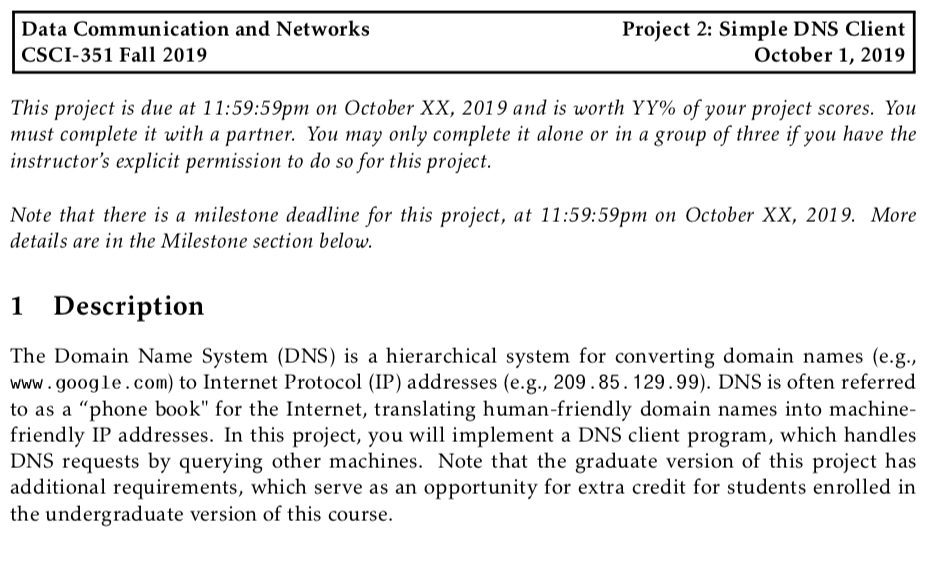 Data Communication and Networks Project 2: Simple DNS Client
CSCI-351 Fall 2019 October 1, 2019
This project is due at 11:59:59pm on October XX, 2019 and is worth YY% of your project scores. You
must complete it with a partner. You may only complete it alone or in a group of three if you have the
instructor's explicit permission to do so for this project.
Note that there is a milestone deadline for this project, at 11:59:59pm on October XX, 2019. More
details are in the Milestone section below.
1 Description
The Domain Name System (DNS) is a hierarchical system for converting domain names (e.g.,
www.google.com) to Internet Protocol (IP) addresses (e.g., 209.85.129.99). DNS is often referred
to as a “phone book" for the Internet, translating human-friendly domain names into machine-
friendly IP addresses. In this project, you will implement a DNS client program, which handles
DNS requests by querying other machines. Note that the graduate version of this project has
additional requirements, which serve as an opportunity for extra credit for students enrolled in
the undergraduate version of this course.